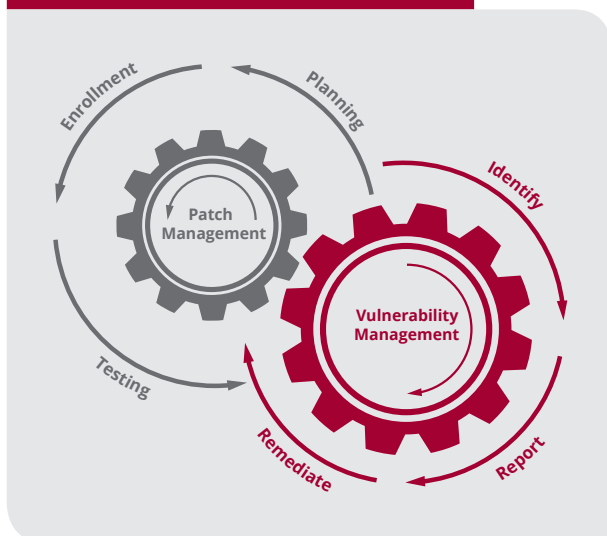 Enrollment
Planning
Patch
Management
Testing
Identify
Vulnerability
Management
Remediate
Report